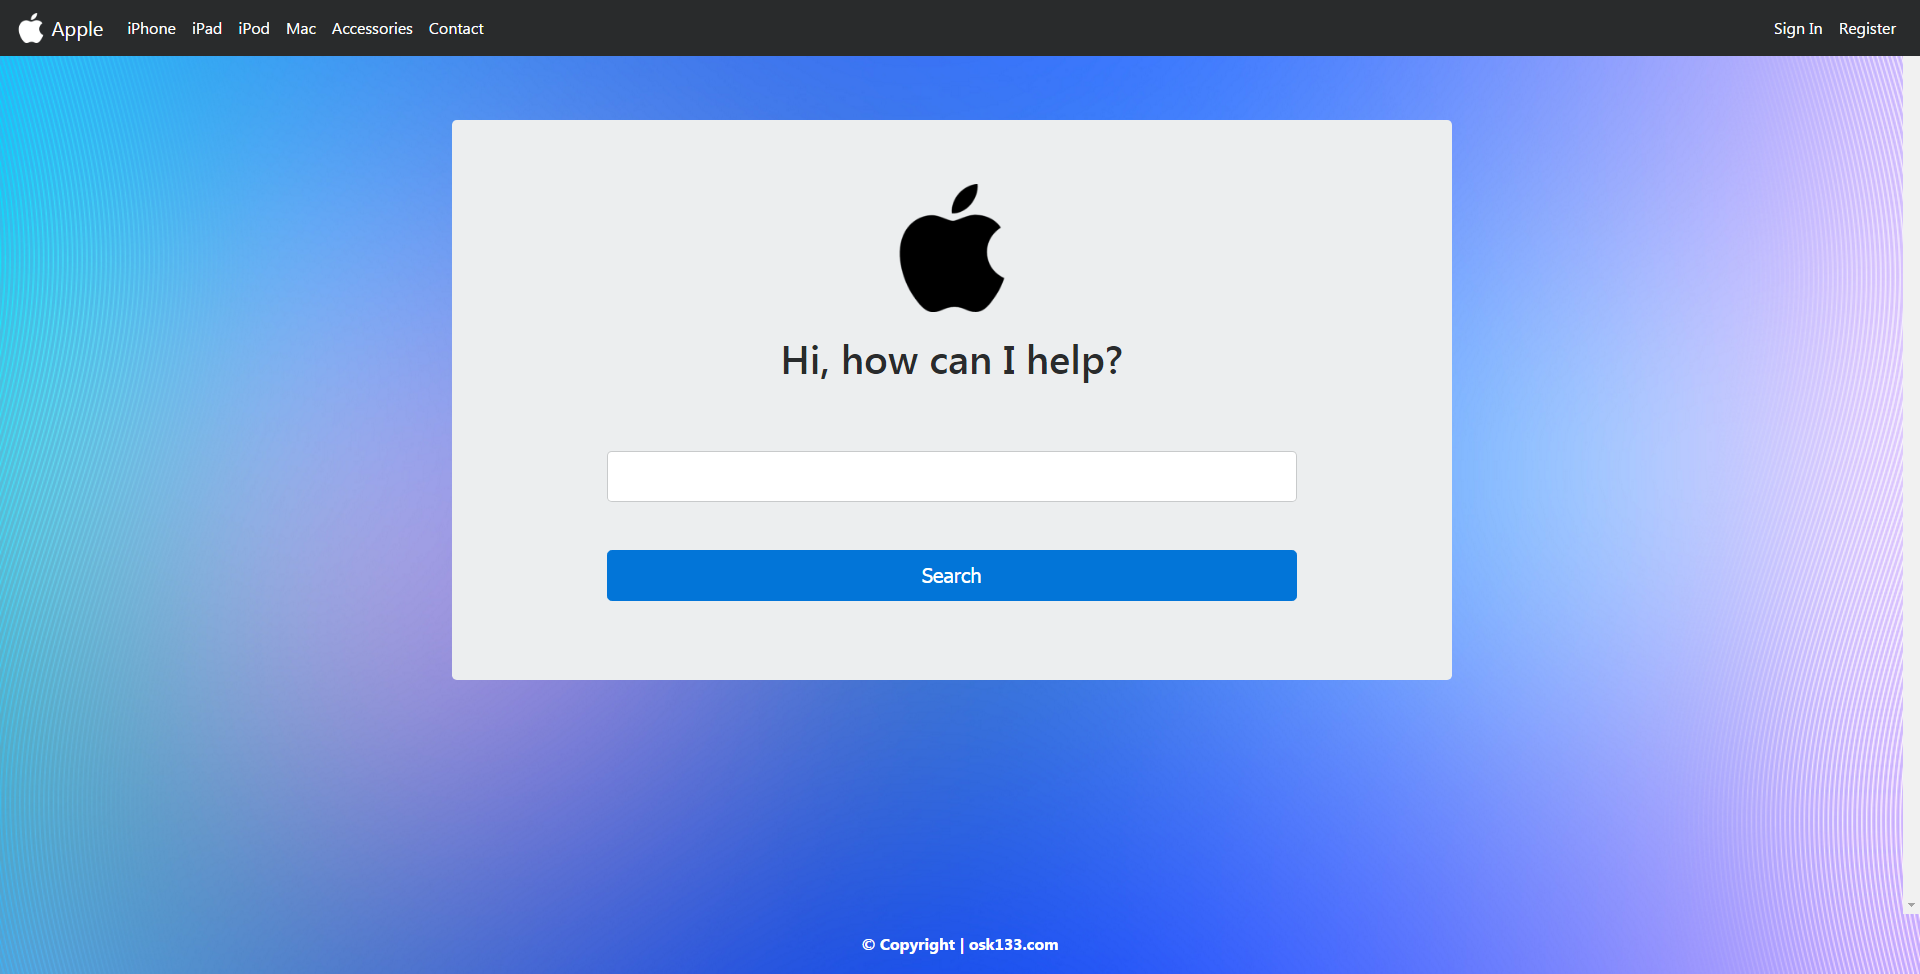 Apple iPhone iPad iPod Mac Accessories Contact Sign In Register
Hi, how can I help?
Search
© Copyright | osk133.com